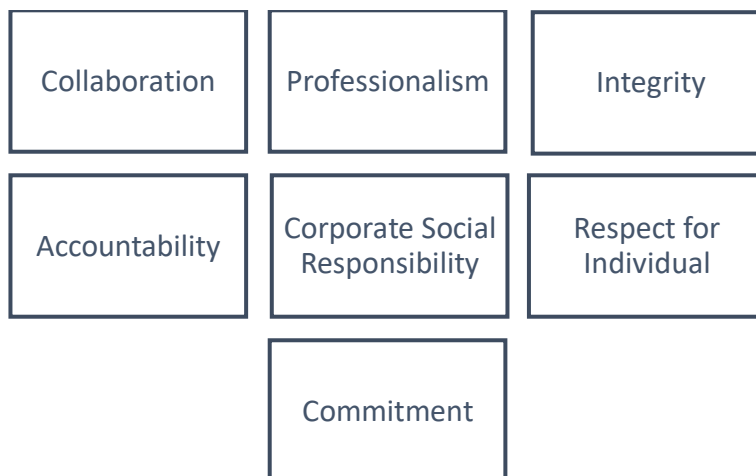 Collaboration
Professionalism
Integrity
Accountability
Corporate Social
Responsibility
Respect for
Individual
Commitment